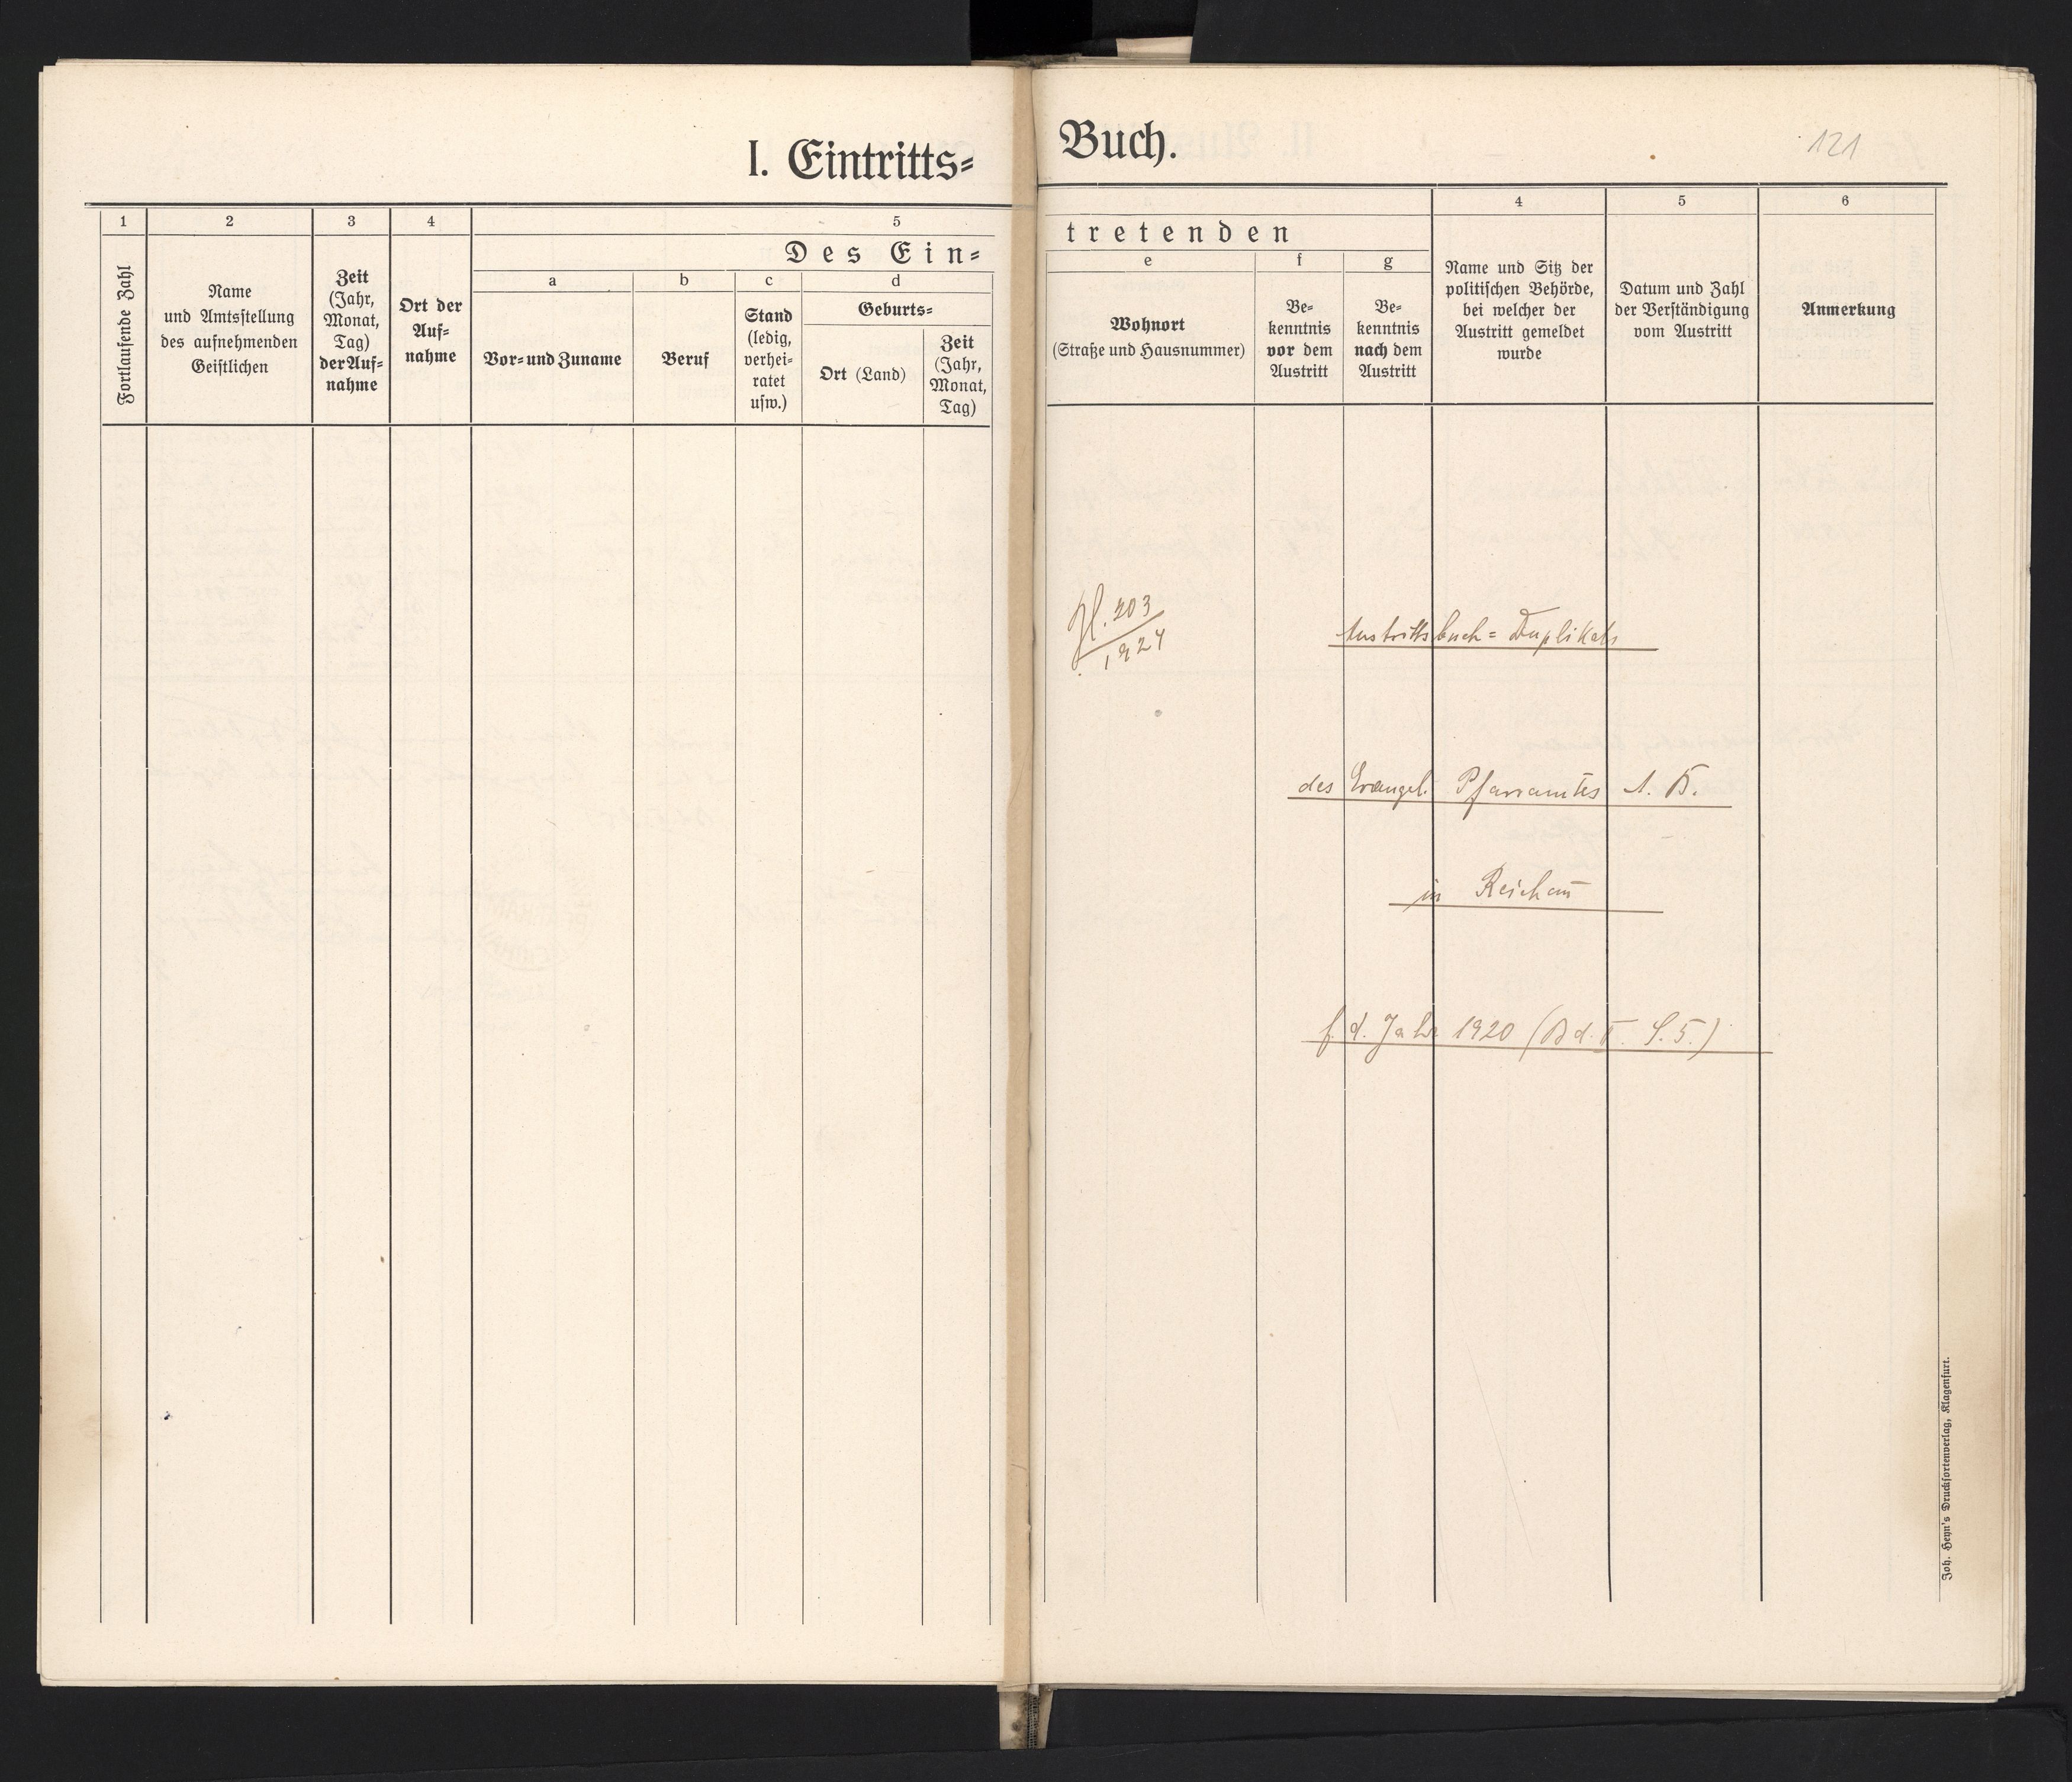 I. Eintritts-
1
2
3
4
5
Des Ein-
a
b
c
d
Fortlaufende Zahl
Name
und Amtsstellung
des aufnehmenden
Geistlichen
Zeit
(Jahr,
Monat,
Tag)
der Auf-
nahme
Ort der
Auf-
nahme
Vor- und Zuname
Beruf
Stand
(ledig,
verhei-
ratet
usw.)
Geburts-
Ort (Land)
Zeit
(Jahr,
Monat,
Tag)
Buch.
121
4
5
6
tretenden
e
f
g
Wohnort
(Straße und Hausnummer)
Be-
kenntnis
vor dem
Austritt
Be-
kenntnis
nach dem
Austritt
Name und Sitz der
politischen Behörde,
bei welcher der
Austritt gemeldet
wurde
Datum und Zahl
der Verständigung
vom Austritt
Anmerkung
203
1924
Austrittsbuch = Duplikats
des Evangel. Pfarramtes A. B.
in
f. d. Jahr 1920 (Bd. S. 5.)
Joh. Heyn's Drucksortenverlag, Klagenfurt.